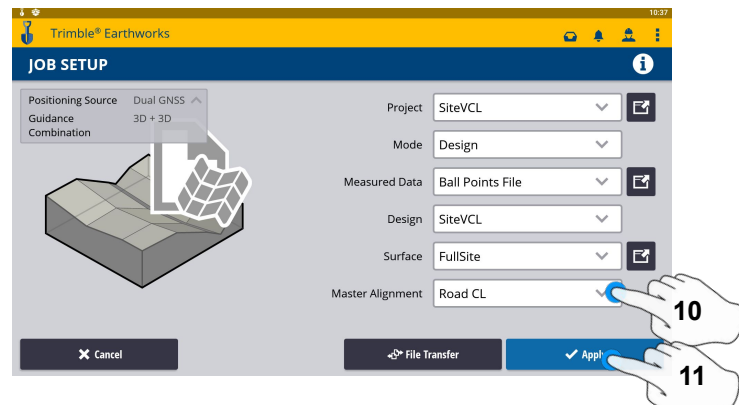 10:37
Trimble® Earthworks
JOB SETUP
Positioning Source Dual GNSS
Guidance Combination 3D + 3D
Project SiteVCL
Mode Design
Measured Data Ball Points File
Design SiteVCL
Surface FullSite
Master Alignment Road CL
10
Cancel
File Transfer
Apply
11